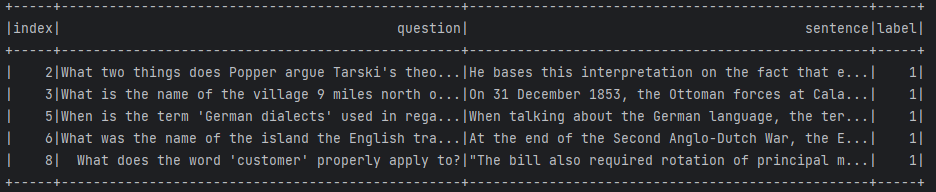 +-----+--------------------------------------------------+--------------------------------------------------+-----+
|index| question| sentence|label|
+-----+--------------------------------------------------+--------------------------------------------------+-----+
| 2|What two things does Popper argue Tarski's theo...|He bases this interpretation on the fact that e...| 1|
| 3|What is the name of the village 9 miles north o...|On 31 December 1853, the Ottoman forces at Cala...| 1|
| 5|When is the term 'German dialects' used in rega...|When talking about the German language, the ter...| 1|
| 6|What was the name of the island the English tra...|At the end of the Second Anglo-Dutch War, the E...| 1|
| 8| What does the word 'customer' properly apply to?|"The bill also required rotation of principal m...| 1|
+-----+--------------------------------------------------+--------------------------------------------------+-----+